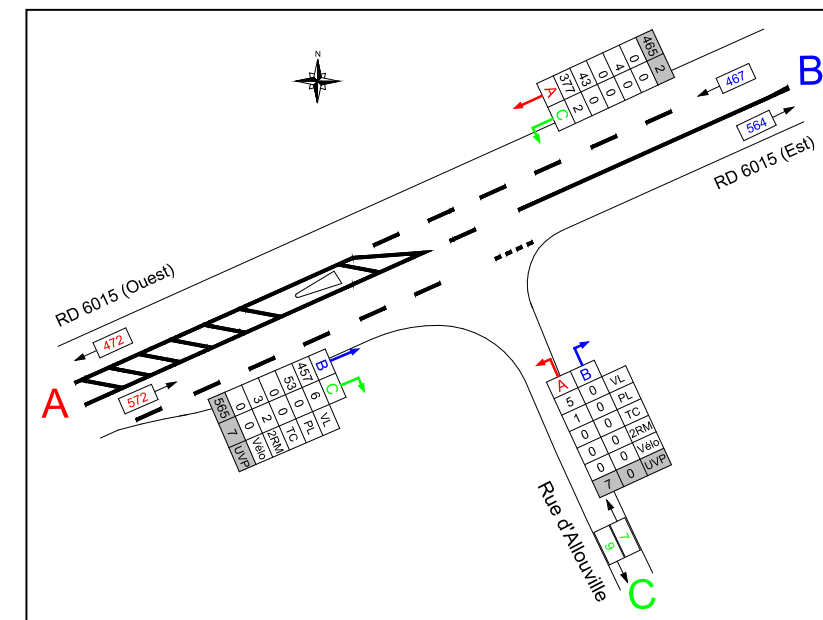 N
B
467
564
RD 6015 (Est)
A 377 43 0 4 0 465
C 2 0 0 0 0 2
RD 6015 (Ouest)
472
A
572
565 0 3 0 53 457 B
7 0 2 0 0 6 C
UVP Vélo 2RM TC PL VL
A B
5 0 VL
1 0 PL
0 0 TC
0 0 2RM
0 0 Vélo
7 0 UVP
Rue d'Allouville
9 7
C